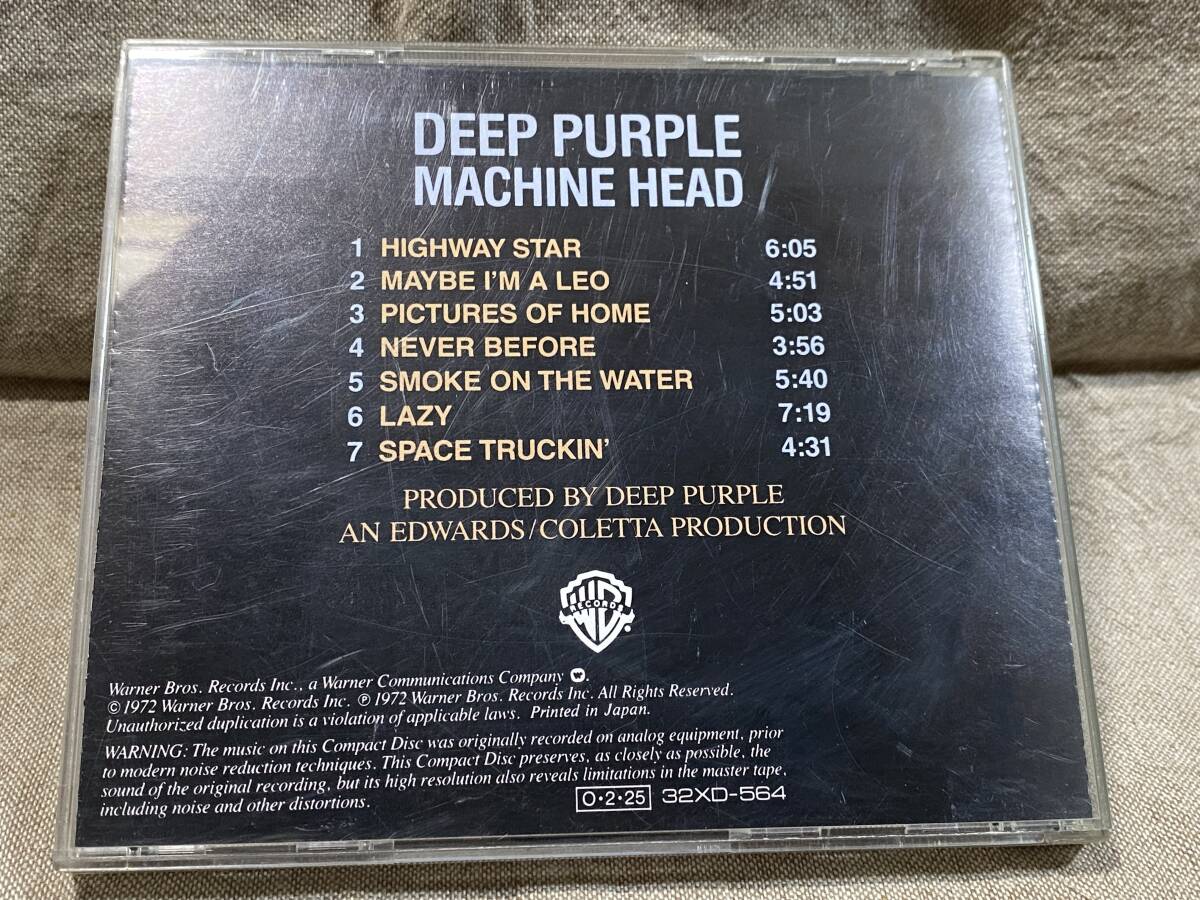 DEEP PURPLE
MACHINE HEAD
1 HIGHWAY STAR 6:05
2 MAYBE I'M A LEO 4:51
3 PICTURES OF HOME 5:03
4 NEVER BEFORE 3:56
5 SMOKE ON THE WATER 5:40
6 LAZY 7:19
7 SPACE TRUCKIN' 4:31
PRODUCED BY DEEP PURPLE
AN EDWARDS/COLETTA PRODUCTION
WB
RECORDS
®
Warner Bros. Records Inc., a Warner Communications Company.
© 1972 Warner Bros. Records Inc. ℗ 1972 Warner Bros. Records Inc. All Rights Reserved.
Unauthorized duplication is a violation of applicable laws. Printed in Japan.
WARNING: The music on this Compact Disc was originally recorded on analog equipment, prior
to modern noise reduction techniques. This Compact Disc preserves, as closely as possible, the
sound of the original recording, but its high resolution also reveals limitations in the master tape,
including noise and other distortions.
O·2·25 32XD-564